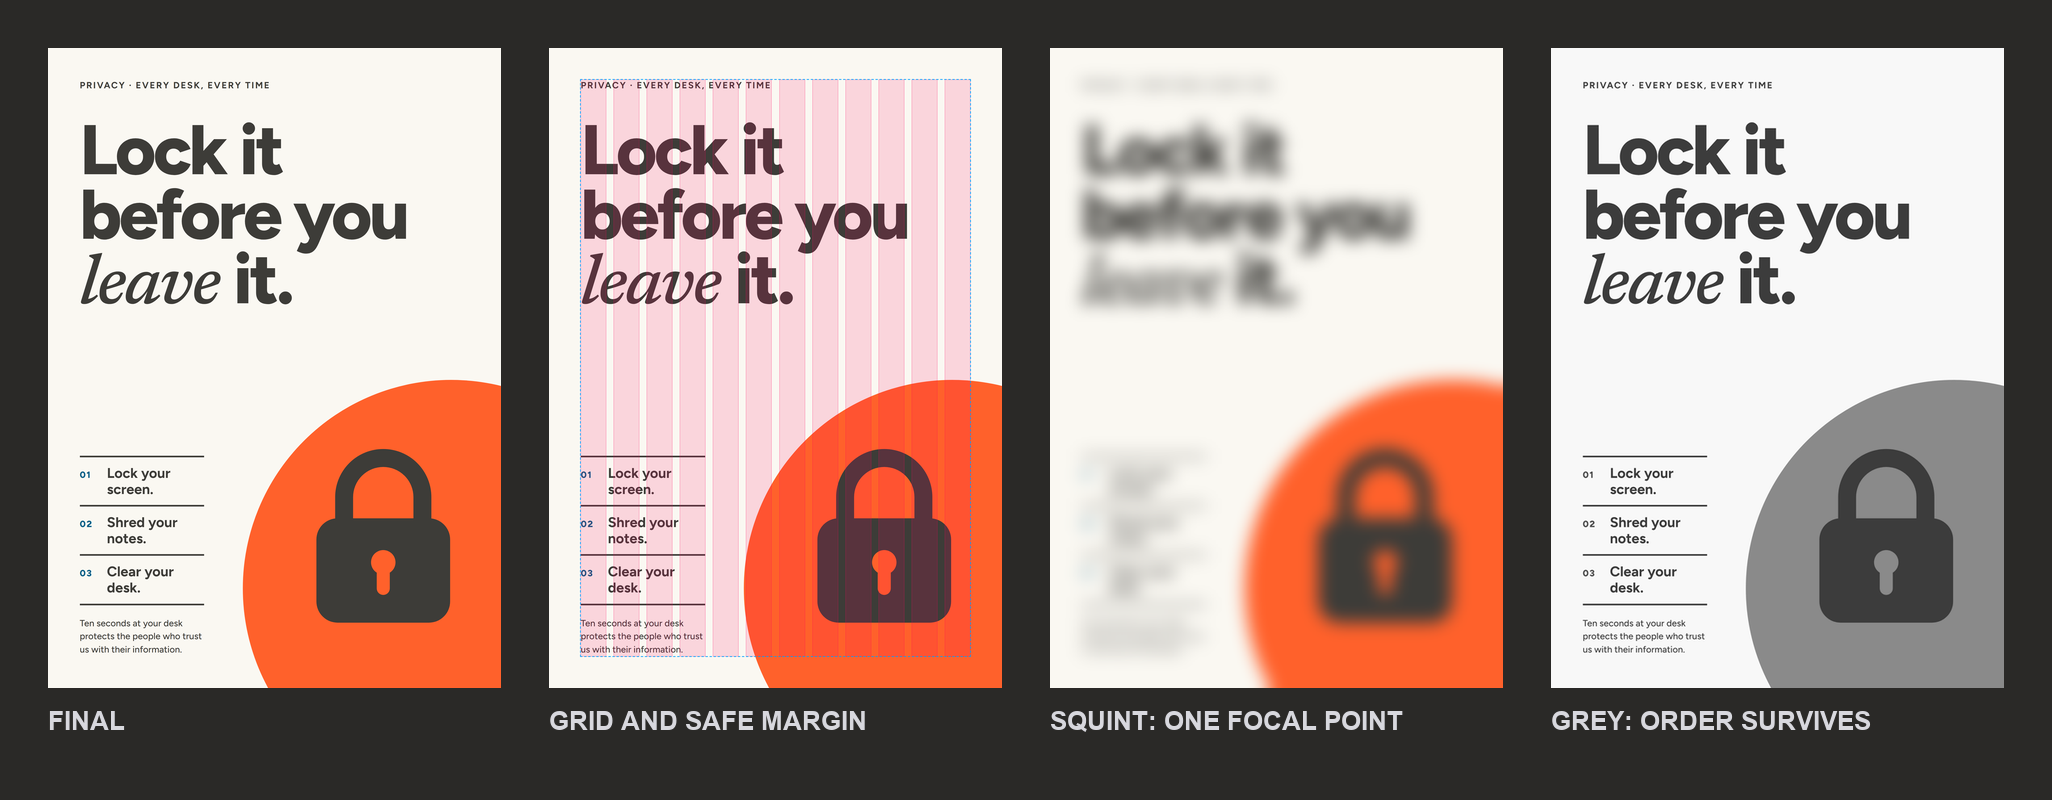 PRIVACY · EVERY DESK, EVERY TIME
Lock it
before you
leave it.
01 Lock your
screen.
02 Shred your
notes.
03 Clear your
desk.
Ten seconds at your desk
protects the people who trust
us with their information.
FINAL
PRIVACY · EVERY DESK, EVERY TIME
Lock it
before you
leave it.
01 Lock your
screen.
02 Shred your
notes.
03 Clear your
desk.
Ten seconds at your desk
protects the people who trust
us with their information.
GRID AND SAFE MARGIN
Lock it
before you
leave it.
SQUINT: ONE FOCAL POINT
PRIVACY · EVERY DESK, EVERY TIME
Lock it
before you
leave it.
01 Lock your
screen.
02 Shred your
notes.
03 Clear your
desk.
Ten seconds at your desk
protects the people who trust
us with their information.
GREY: ORDER SURVIVES